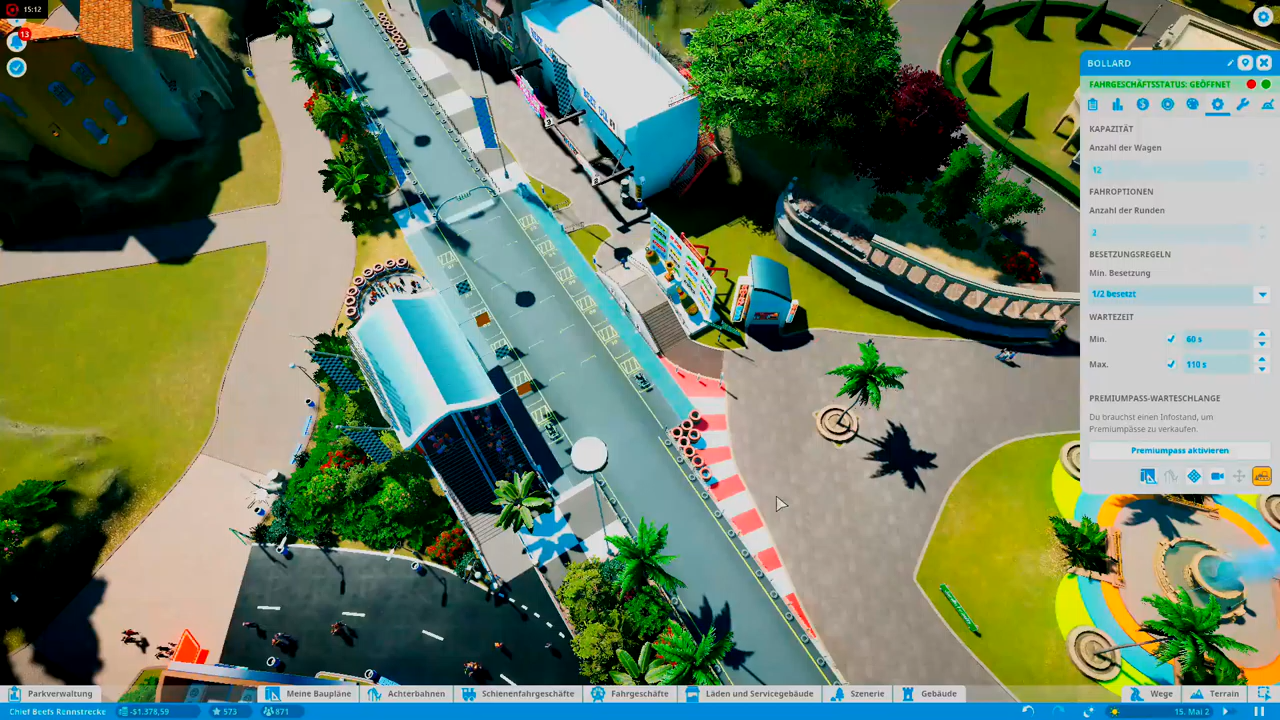 15:12
13
BOLLARD
FAHRGESCHÄFTSSTATUS: GEÖFFNET
KAPAZITÄT
Anzahl der Wagen
12
FAHROPTIONEN
Anzahl der Runden
2
BESETZUNGSREGELN
Min. Besetzung
1/2 besetzt
WARTEZEIT
Min.
60 s
Max.
110 s
PREMIUMPASS-WARTESCHLANGE
Du brauchst einen Infostand, um
Premiumpässe zu verkaufen.
Premiumpass aktivieren
Parkverwaltung
Meine Baupläne
Achterbahnen
Schienenfahrgeschäfte
Fahrgeschäfte
Läden und Servicegebäude
Szenerie
Gebäude
Wege
Terrain
Chief Beefs Rennstrecke
-$1.378,59
573
871
15. Mai 2